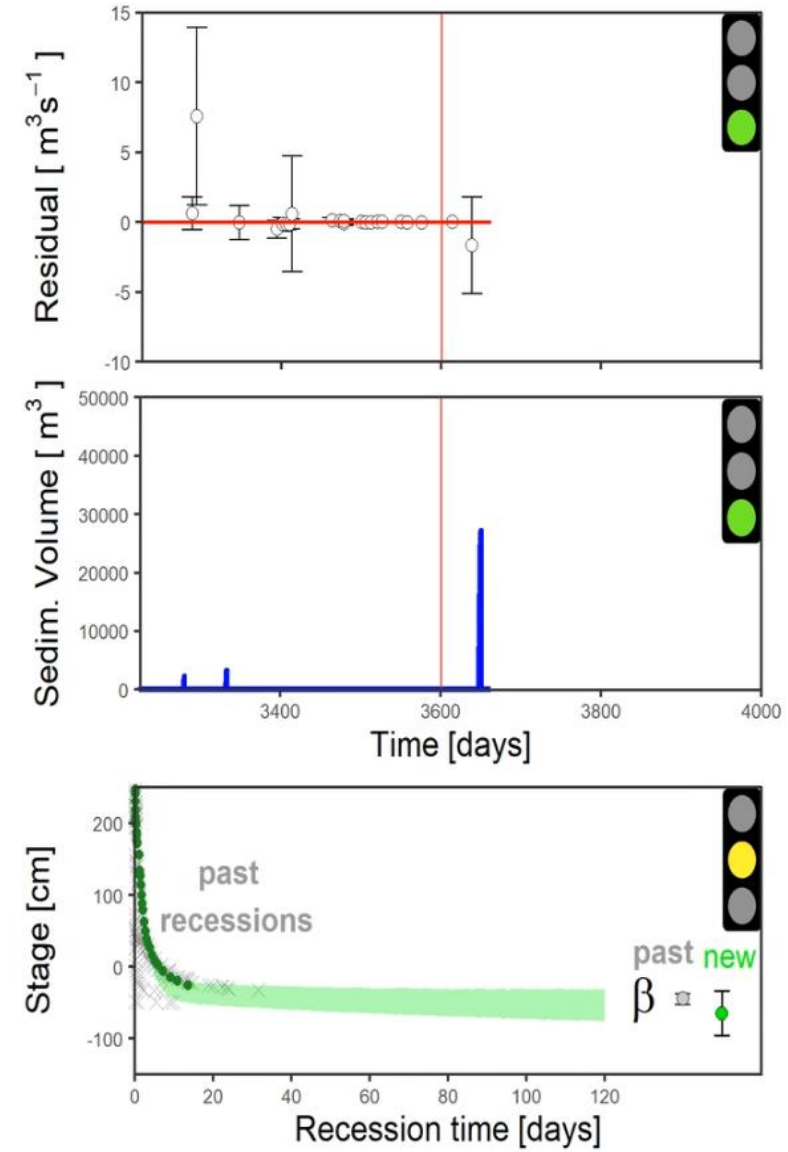 Residual [ m³s⁻¹ ]
15
10
5
0
-5
-10
Sedim. Volume [ m³ ]
50000
40000
30000
20000
10000
0
3400 3600 3800 4000
Time [days]
Stage [cm]
200
100
0
-100
past
recessions
past new
β
0 20 40 60 80 100 120
Recession time [days]